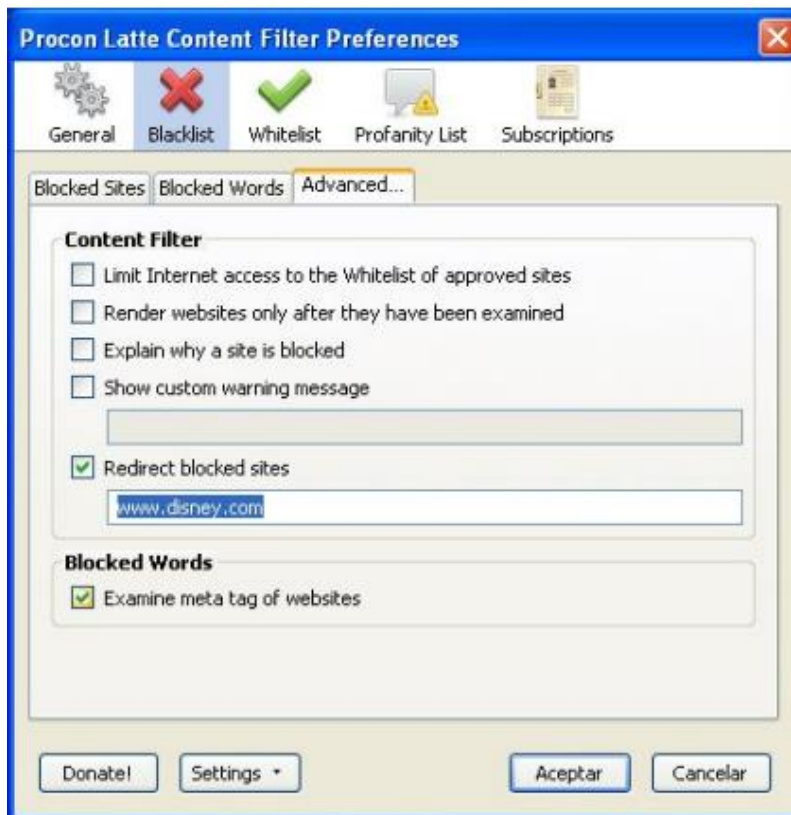 Procon Latte Content Filter Preferences
General Blacklist Whitelist Profanity List Subscriptions
Blocked Sites Blocked Words Advanced...
Content Filter
Limit Internet access to the Whitelist of approved sites
Render websites only after they have been examined
Explain why a site is blocked
Show custom warning message
Redirect blocked sites
www.disney.com
Blocked Words
Examine meta tag of websites
Donate! Settings Aceptar Cancelar